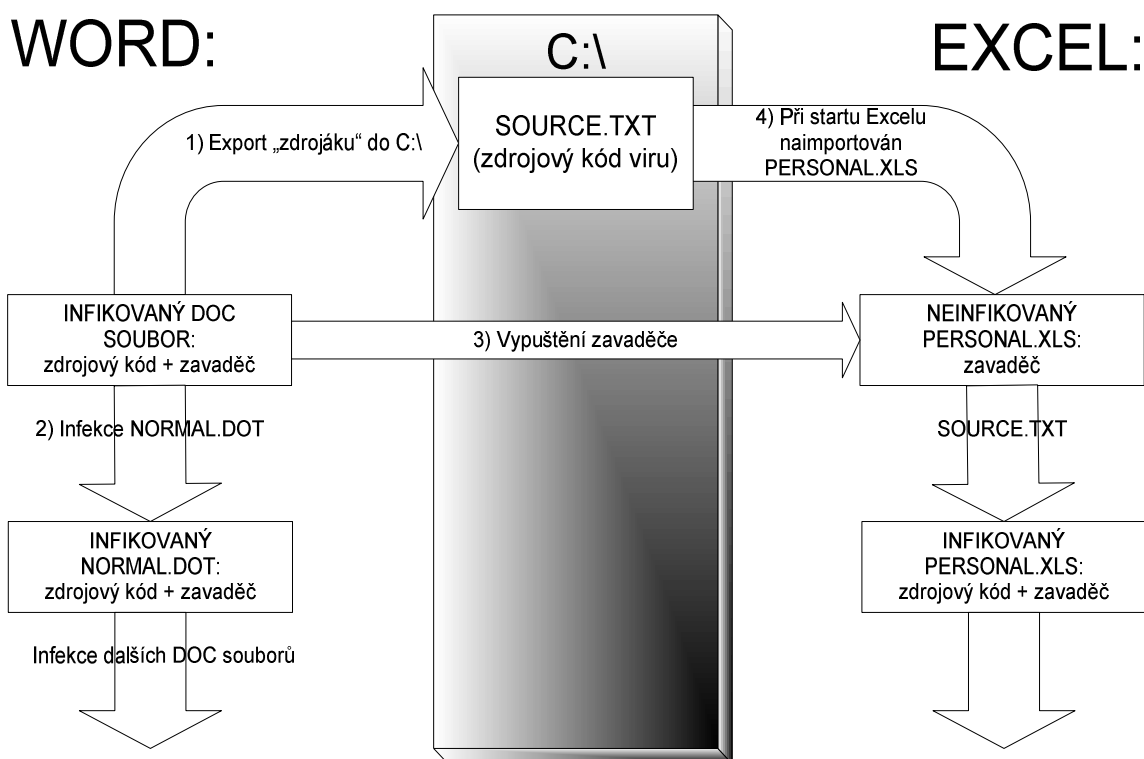 WORD:
C:\
EXCEL:
1) Export „zdrojáku“ do C:\
SOURCE.TXT
(zdrojový kód viru)
4) Při startu Excelu
naimportován
PERSONAL.XLS
INFIKOVANÝ DOC
SOUBOR:
zdrojový kód + zavaděč
3) Vypuštění zavaděče
NEINFIKOVANÝ
PERSONAL.XLS:
zavaděč
2) Infekce NORMAL.DOT
SOURCE.TXT
INFIKOVANÝ
NORMAL.DOT:
zdrojový kód + zavaděč
INFIKOVANÝ
PERSONAL.XLS:
zdrojový kód + zavaděč
Infekce dalších DOC souborů